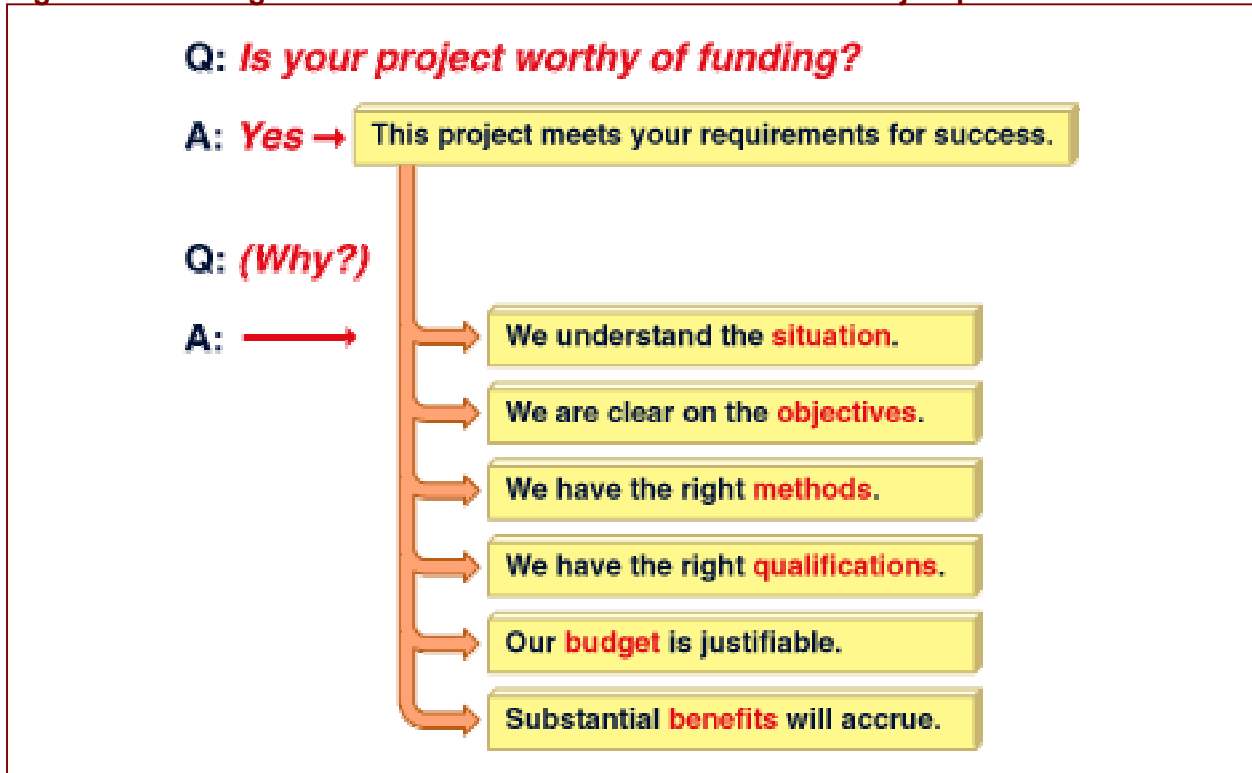 Q: Is your project worthy of funding?
A: Yes → This project meets your requirements for success.
Q: (Why?)
A: → We understand the situation.
We are clear on the objectives.
We have the right methods.
We have the right qualifications.
Our budget is justifiable.
Substantial benefits will accrue.